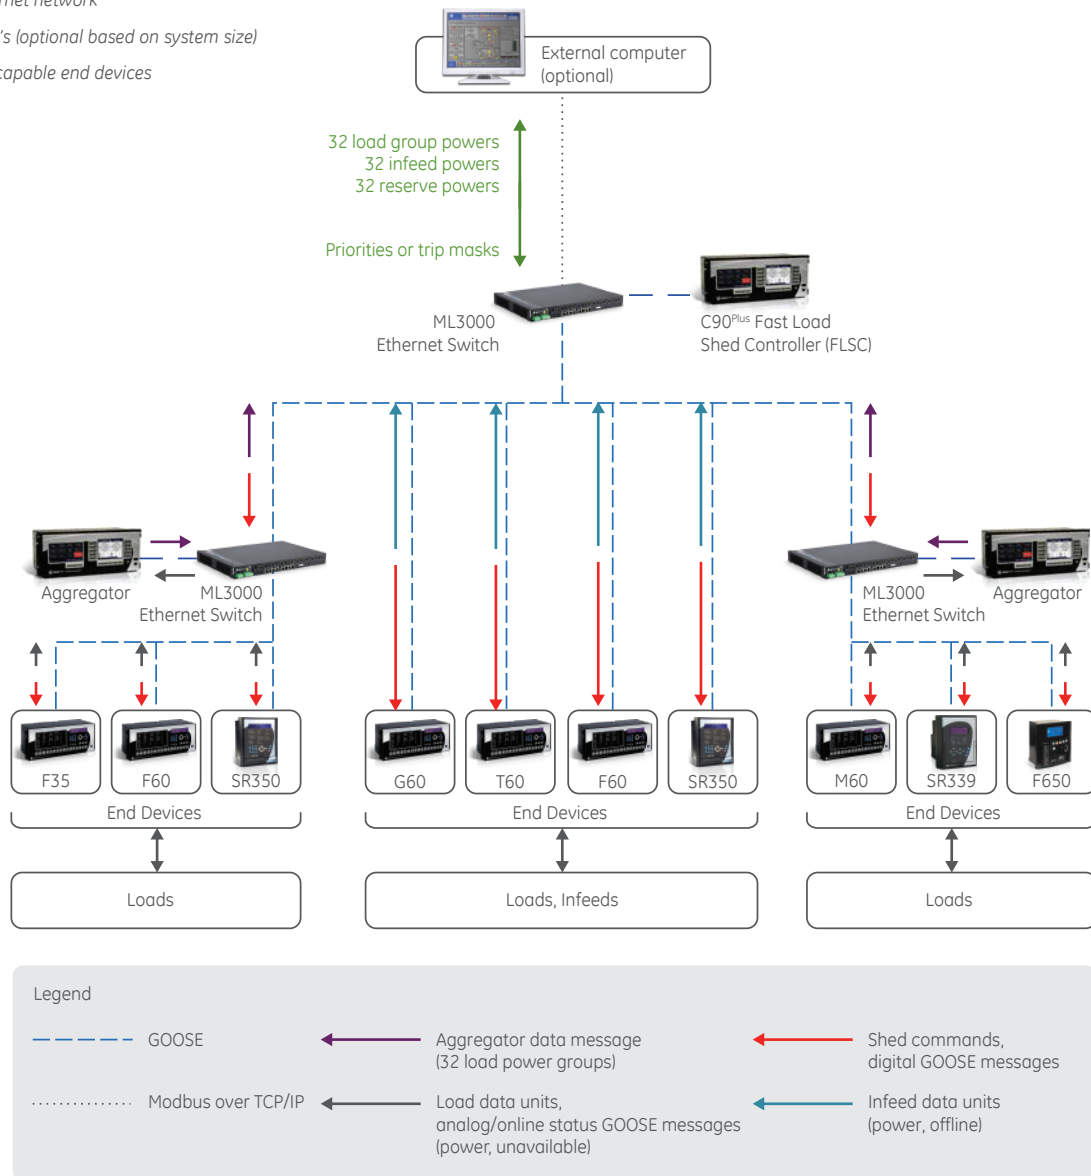 's (optional based on system size)
capable end devices
External computer
(optional)
32 load group powers
32 infeed powers
32 reserve powers
Priorities or trip masks
ML3000
Ethernet Switch
C90Plus Fast Load
Shed Controller (FLSC)
Aggregator
ML3000
Ethernet Switch
ML3000
Ethernet Switch
Aggregator
F35
F60
SR350
G60
T60
F60
SR350
M60
SR339
F650
End Devices
End Devices
End Devices
Loads
Loads, Infeeds
Loads
Legend
GOOSE
Aggregator data message
(32 load power groups)
Shed commands,
digital GOOSE messages
Modbus over TCP/IP
Load data units,
analog/online status GOOSE messages
(power, unavailable)
Infeed data units
(power, offline)